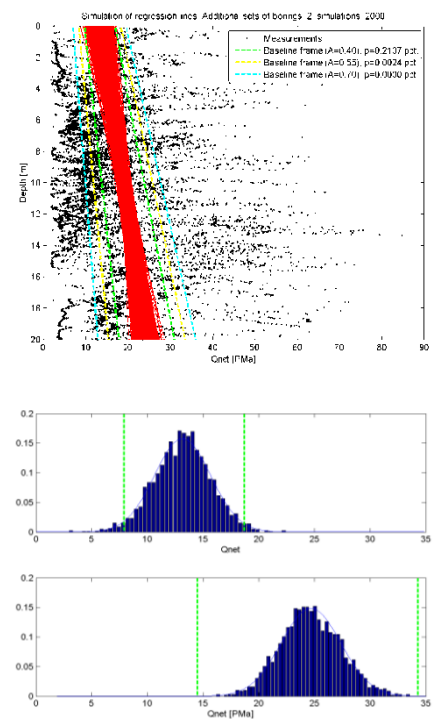 Simulation of regression lines. Additional sets of borings 2 simulations 2000
Measurements
Baseline frame (A=0.40), p=0.2137 pct.
Baseline frame (A=0.55), p=0.0024 pct
Baseline frame (A=0.70), p=0.0000 pct
0
2
4
6
8
10
12
14
16
18
20
Depth [m]
0 10 20 30 40 50 60 70 80 90
Qnet [PMa]
0.2
0.15
0.1
0.05
0
0 5 10 15 20 25 30 35
Qnet
0.2
0.15
0.1
0.05
0
0 5 10 15 20 25 30 35
Qnet [PMa]